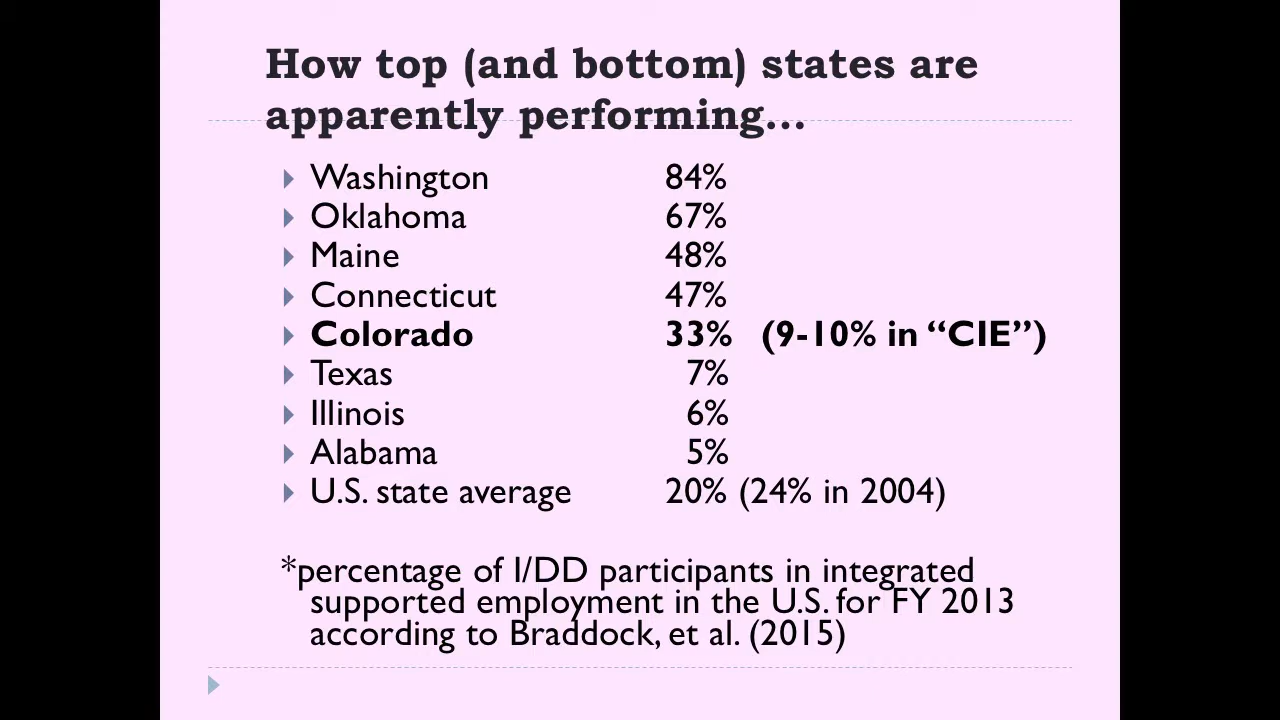 How top (and bottom) states are
apparently performing…
Washington 84%
Oklahoma 67%
Maine 48%
Connecticut 47%
Colorado 33% (9-10% in “CIE”)
Texas 7%
Illinois 6%
Alabama 5%
U.S. state average 20% (24% in 2004)
*percentage of I/DD participants in integrated
supported employment in the U.S. for FY 2013
according to Braddock, et al. (2015)